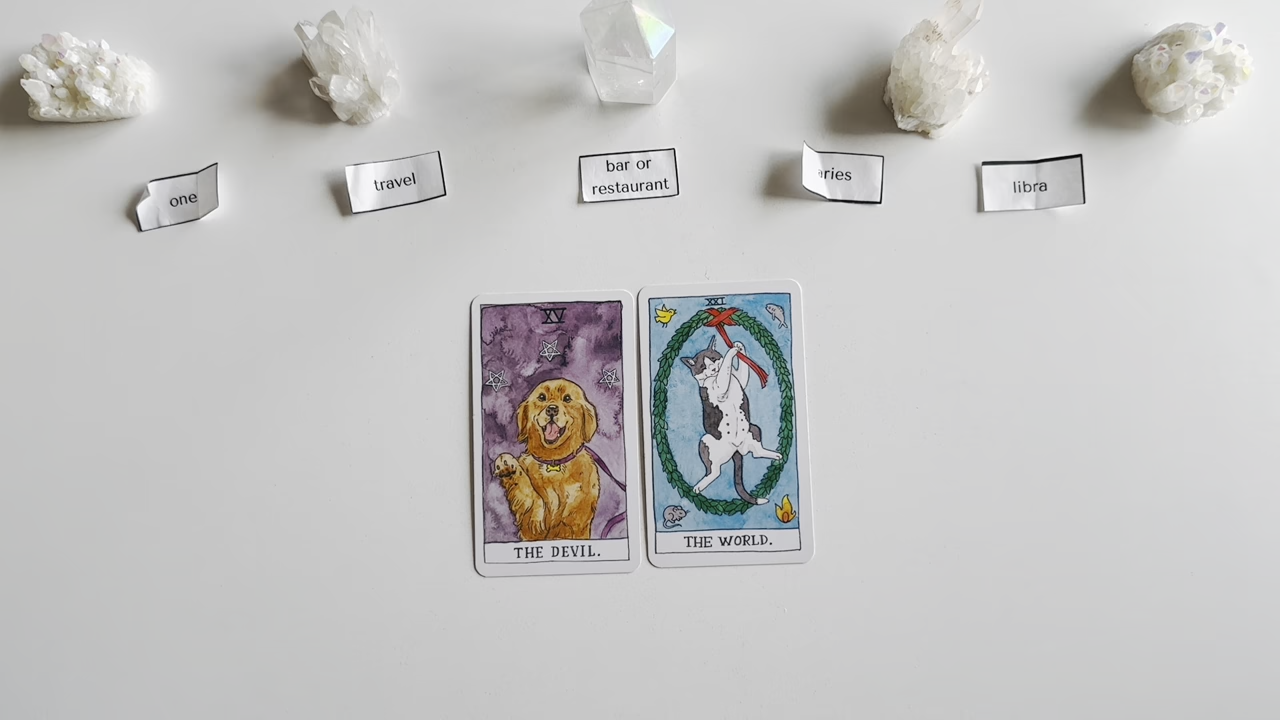 one
travel
bar or
restaurant
aries
libra
XV
THE DEVIL.
XXI
THE WORLD.